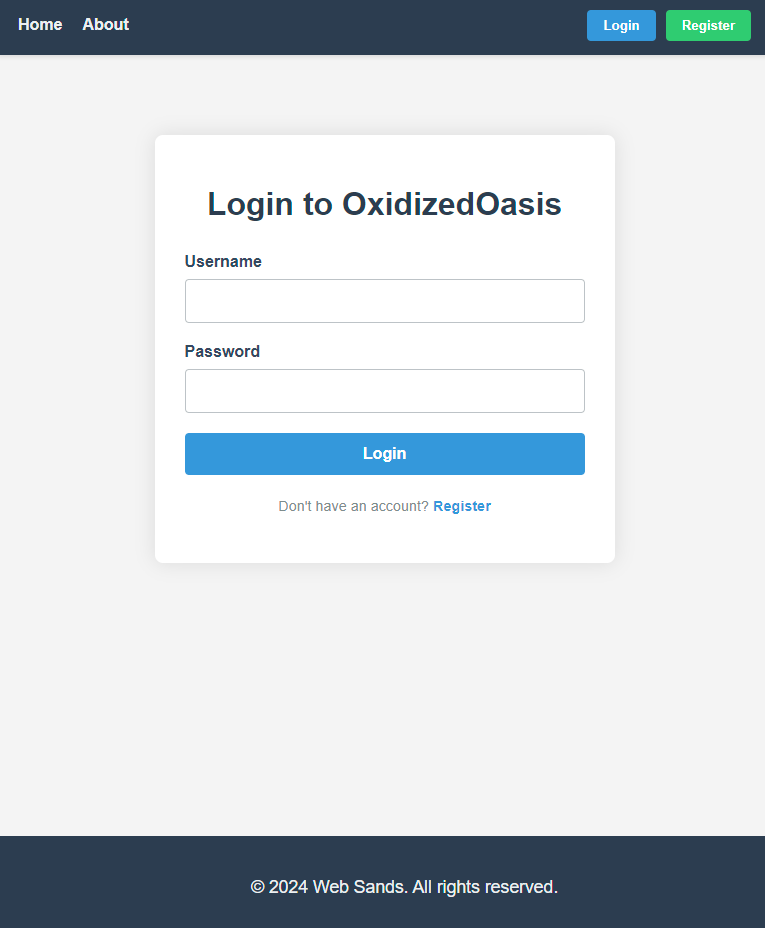 Home About Login Register
Login to OxidizedOasis
Username
Password
Login
Don't have an account? Register
© 2024 Web Sands. All rights reserved.